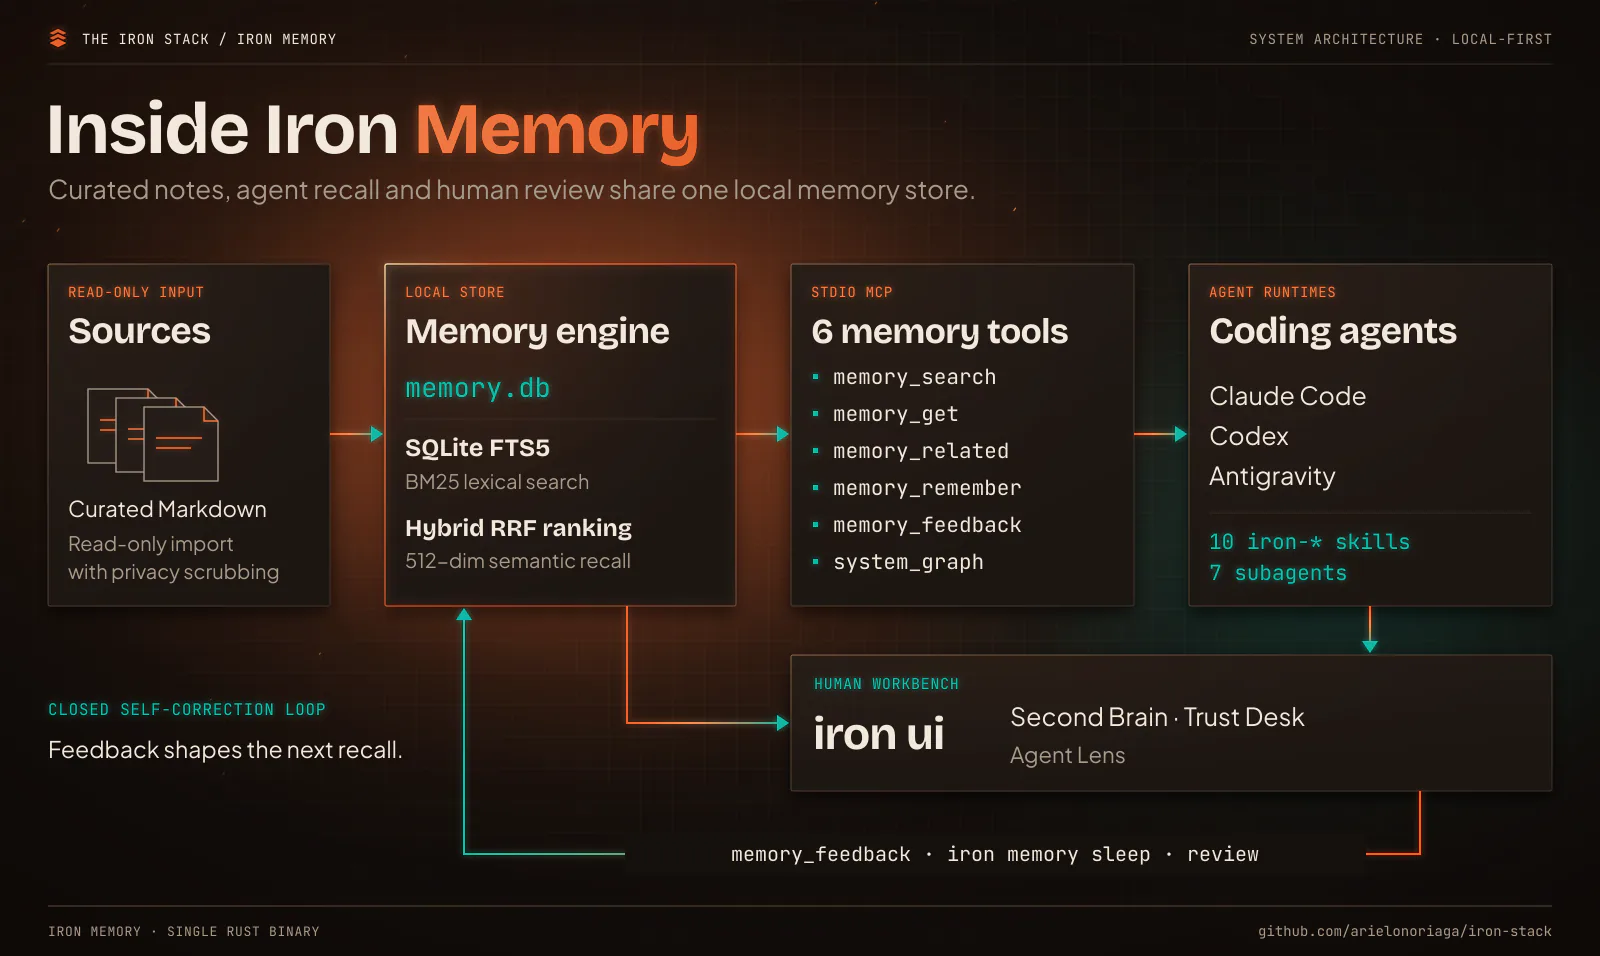 THE IRON STACK / IRON MEMORY
SYSTEM ARCHITECTURE · LOCAL-FIRST
Inside Iron Memory
Curated notes, agent recall and human review share one local memory store.
READ-ONLY INPUT
Sources
Curated Markdown
Read-only import
with privacy scrubbing
LOCAL STORE
Memory engine
memory.db
SQLite FTS5
BM25 lexical search
Hybrid RRF ranking
512-dim semantic recall
STDIO MCP
6 memory tools
▪ memory_search
▪ memory_get
▪ memory_related
▪ memory_remember
▪ memory_feedback
▪ system_graph
AGENT RUNTIMES
Coding agents
Claude Code
Codex
Antigravity
10 iron-* skills
7 subagents
HUMAN WORKBENCH
iron ui
Second Brain · Trust Desk
Agent Lens
CLOSED SELF-CORRECTION LOOP
Feedback shapes the next recall.
memory_feedback · iron memory sleep · review
IRON MEMORY · SINGLE RUST BINARY
github.com/arielonoriaga/iron-stack